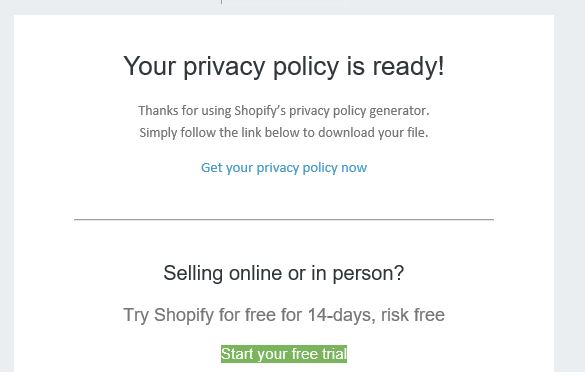 Your privacy policy is ready!
Thanks for using Shopify’s privacy policy generator.
Simply follow the link below to download your file.
Get your privacy policy now
Selling online or in person?
Try Shopify for free for 14-days, risk free
Start your free trial